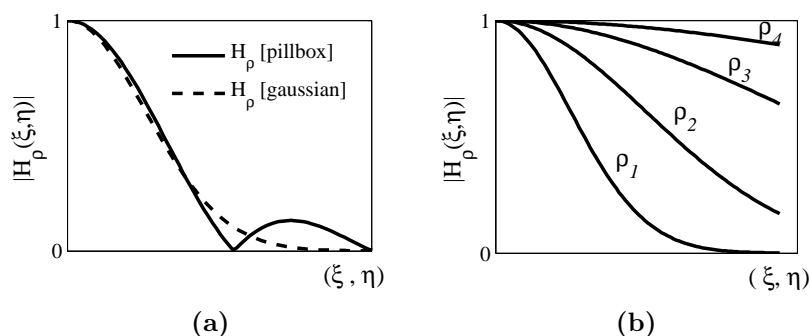 1
H_ρ [pillbox]
H_ρ [gaussian]
|H_ρ(ξ,η)|
0
(ξ , η)
(a)
1
ρ_4
ρ_3
ρ_2
ρ_1
|H_ρ(ξ,η)|
0
( ξ, η)
(b)